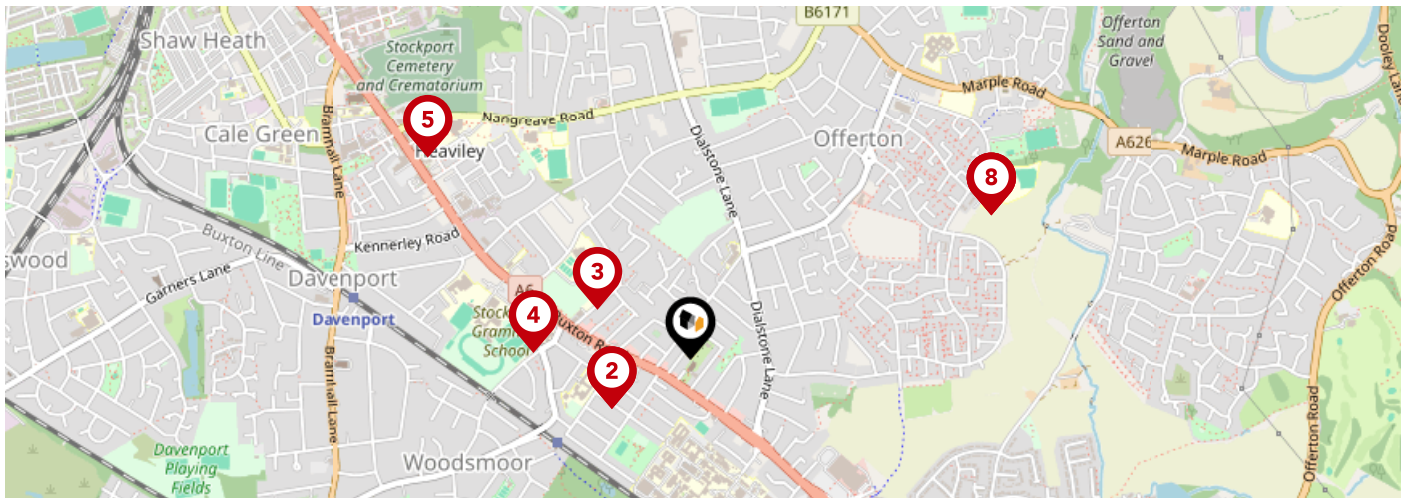 B6171
Shaw Heath
Stockport
Cemetery
and Crematorium
Offerton
Sand and
Gravel
Dooley Lane
Marple Road
Nangreave Road
5
Heaviley
Cale Green
Bramhall Lane
Dialstone Lane
Offerton
A626
Marple Road
8
Kennerley Road
Buxton Line
swood
Garners Lane
Davenport
Offerton Road
3
A6
4
Davenport
Buxton R
Stock
Gram
School
Dialstone Lane
2
Bramhall Lane
Offerton Road
Davenport
Playing
Fields
Woodsmoor